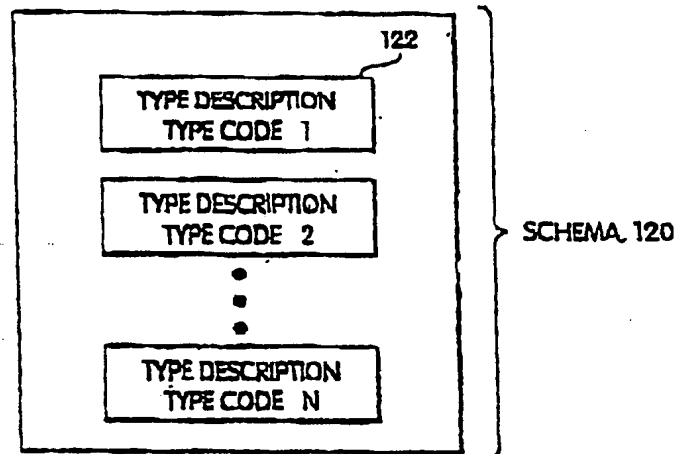 122
TYPE DESCRIPTION
TYPE CODE 1
TYPE DESCRIPTION
TYPE CODE 2
TYPE DESCRIPTION
TYPE CODE N
SCHEMA 120